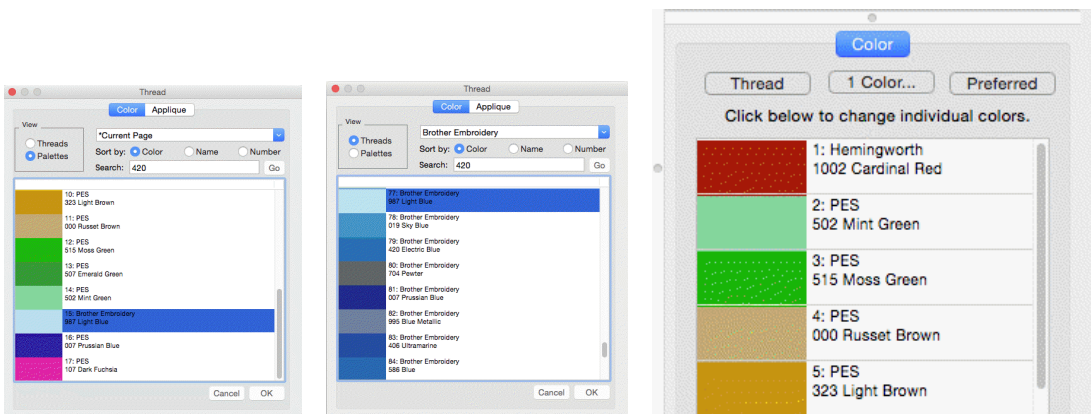 Thread
Color Applique
View
Threads
Palettes
*Current Page
Sort by: Color Name Number
Search: 420 Go
10: PES
323 Light Brown
11: PES
000 Russet Brown
12: PES
515 Moss Green
13: PES
507 Emerald Green
14: PES
502 Mint Green
15: Brother Embroidery
987 Light Blue
16: PES
007 Prussian Blue
17: PES
107 Dark Fuchsia
Cancel OK
Thread
Color Applique
View
Threads
Palettes
Brother Embroidery
Sort by: Color Name Number
Search: 420 Go
77: Brother Embroidery
987 Light Blue
78: Brother Embroidery
019 Sky Blue
79: Brother Embroidery
420 Electric Blue
80: Brother Embroidery
704 Pewter
81: Brother Embroidery
007 Prussian Blue
82: Brother Embroidery
995 Blue Metallic
83: Brother Embroidery
406 Ultramarine
84: Brother Embroidery
586 Blue
Cancel OK
Color
Thread 1 Color... Preferred
Click below to change individual colors.
1: Hemingworth
1002 Cardinal Red
2: PES
502 Mint Green
3: PES
515 Moss Green
4: PES
000 Russet Brown
5: PES
323 Light Brown